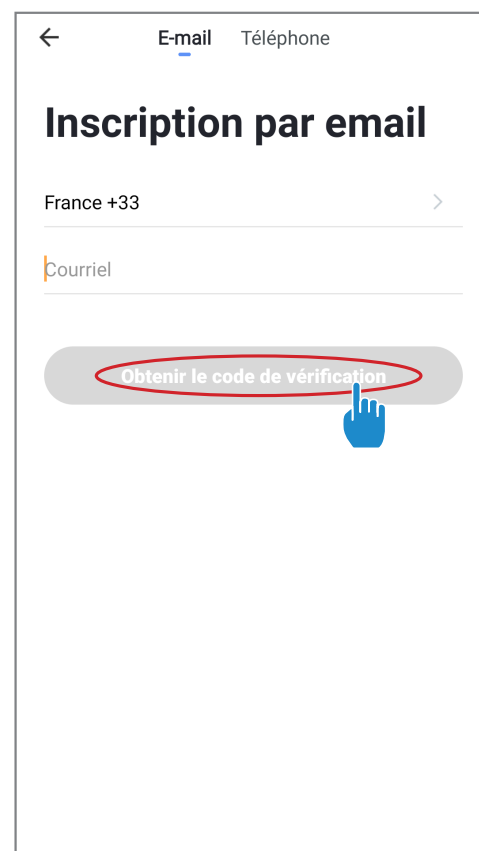 E-mail Téléphone
Inscription par email
France +33
Courriel
Obtenir le code de vérification